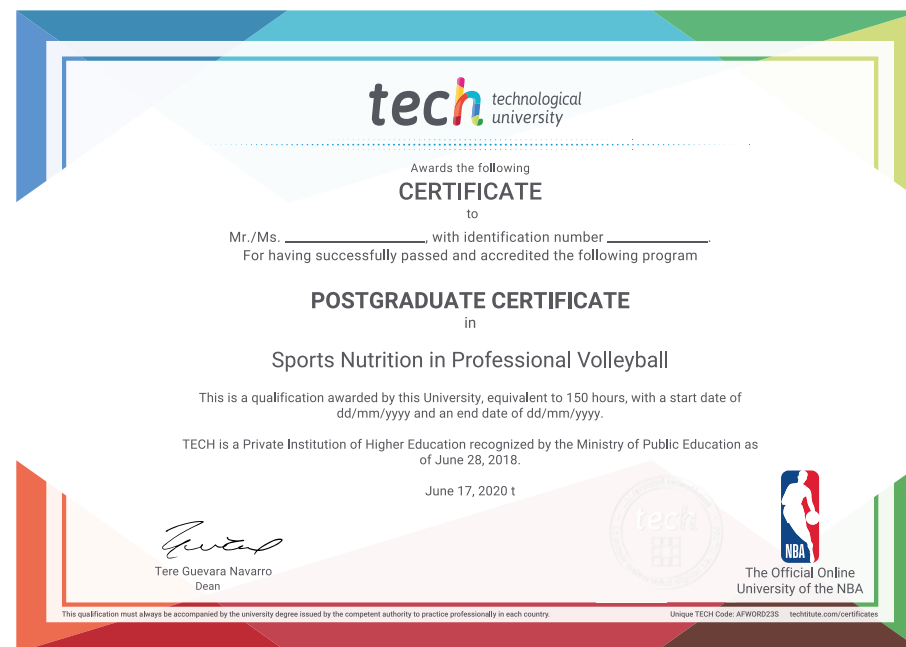 tech technological
university
Awards the following
CERTIFICATE
to
Mr./Ms. ____________, with identification number ____________.
For having successfully passed and accredited the following program
POSTGRADUATE CERTIFICATE
in
Sports Nutrition in Professional Volleyball
This is a qualification awarded by this University, equivalent to 150 hours, with a start date of
dd/mm/yyyy and an end date of dd/mm/yyyy.
TECH is a Private Institution of Higher Education recognized by the Ministry of Public Education as
of June 28, 2018.
June 17, 2020 t
tech
NBA
Tere Guevara Navarro
Dean
The Official Online
University of the NBA
This qualification must always be accompanied by the university degree issued by the competent authority to practice professionally in each country.
Unique TECH Code: AFWORD23S techtitute.com/certificates